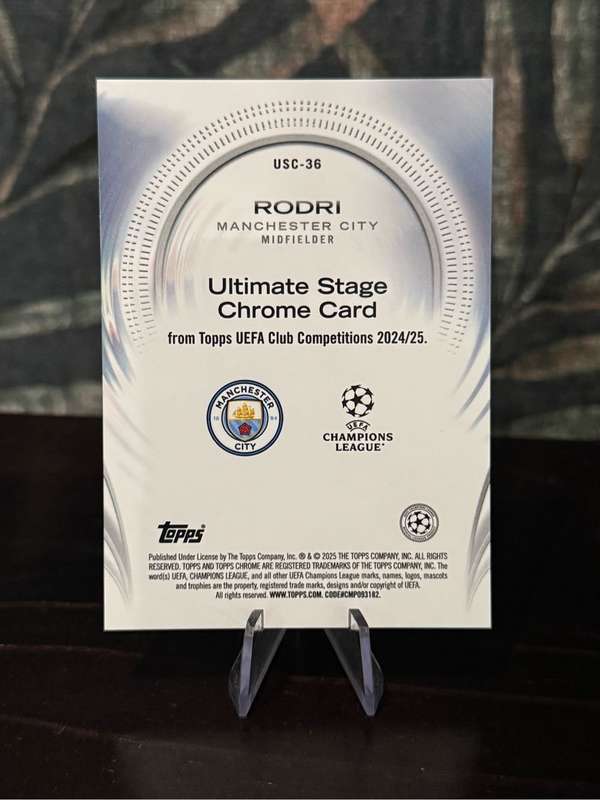 USC-36
RODRI
MANCHESTER CITY
MIDFIELDER
Ultimate Stage
Chrome Card
from Topps UEFA Club Competitions 2024/25.
MANCHESTER
18 94
CITY
UEFA
CHAMPIONS
LEAGUE
topps
Published Under License by The Topps Company, Inc. ® & © 2025 THE TOPPS COMPANY, INC. ALL RIGHTS
RESERVED. TOPPS AND TOPPS CHROME ARE REGISTERED TRADEMARKS OF THE TOPPS COMPANY, INC. The
word(s) UEFA, CHAMPIONS LEAGUE, and all other UEFA Champions League marks, names, logos, mascots
and trophies are the property, registered trade marks, designs and/or copyright of UEFA.
All rights reserved. WWW.TOPPS.COM. CODE#CMP093182.